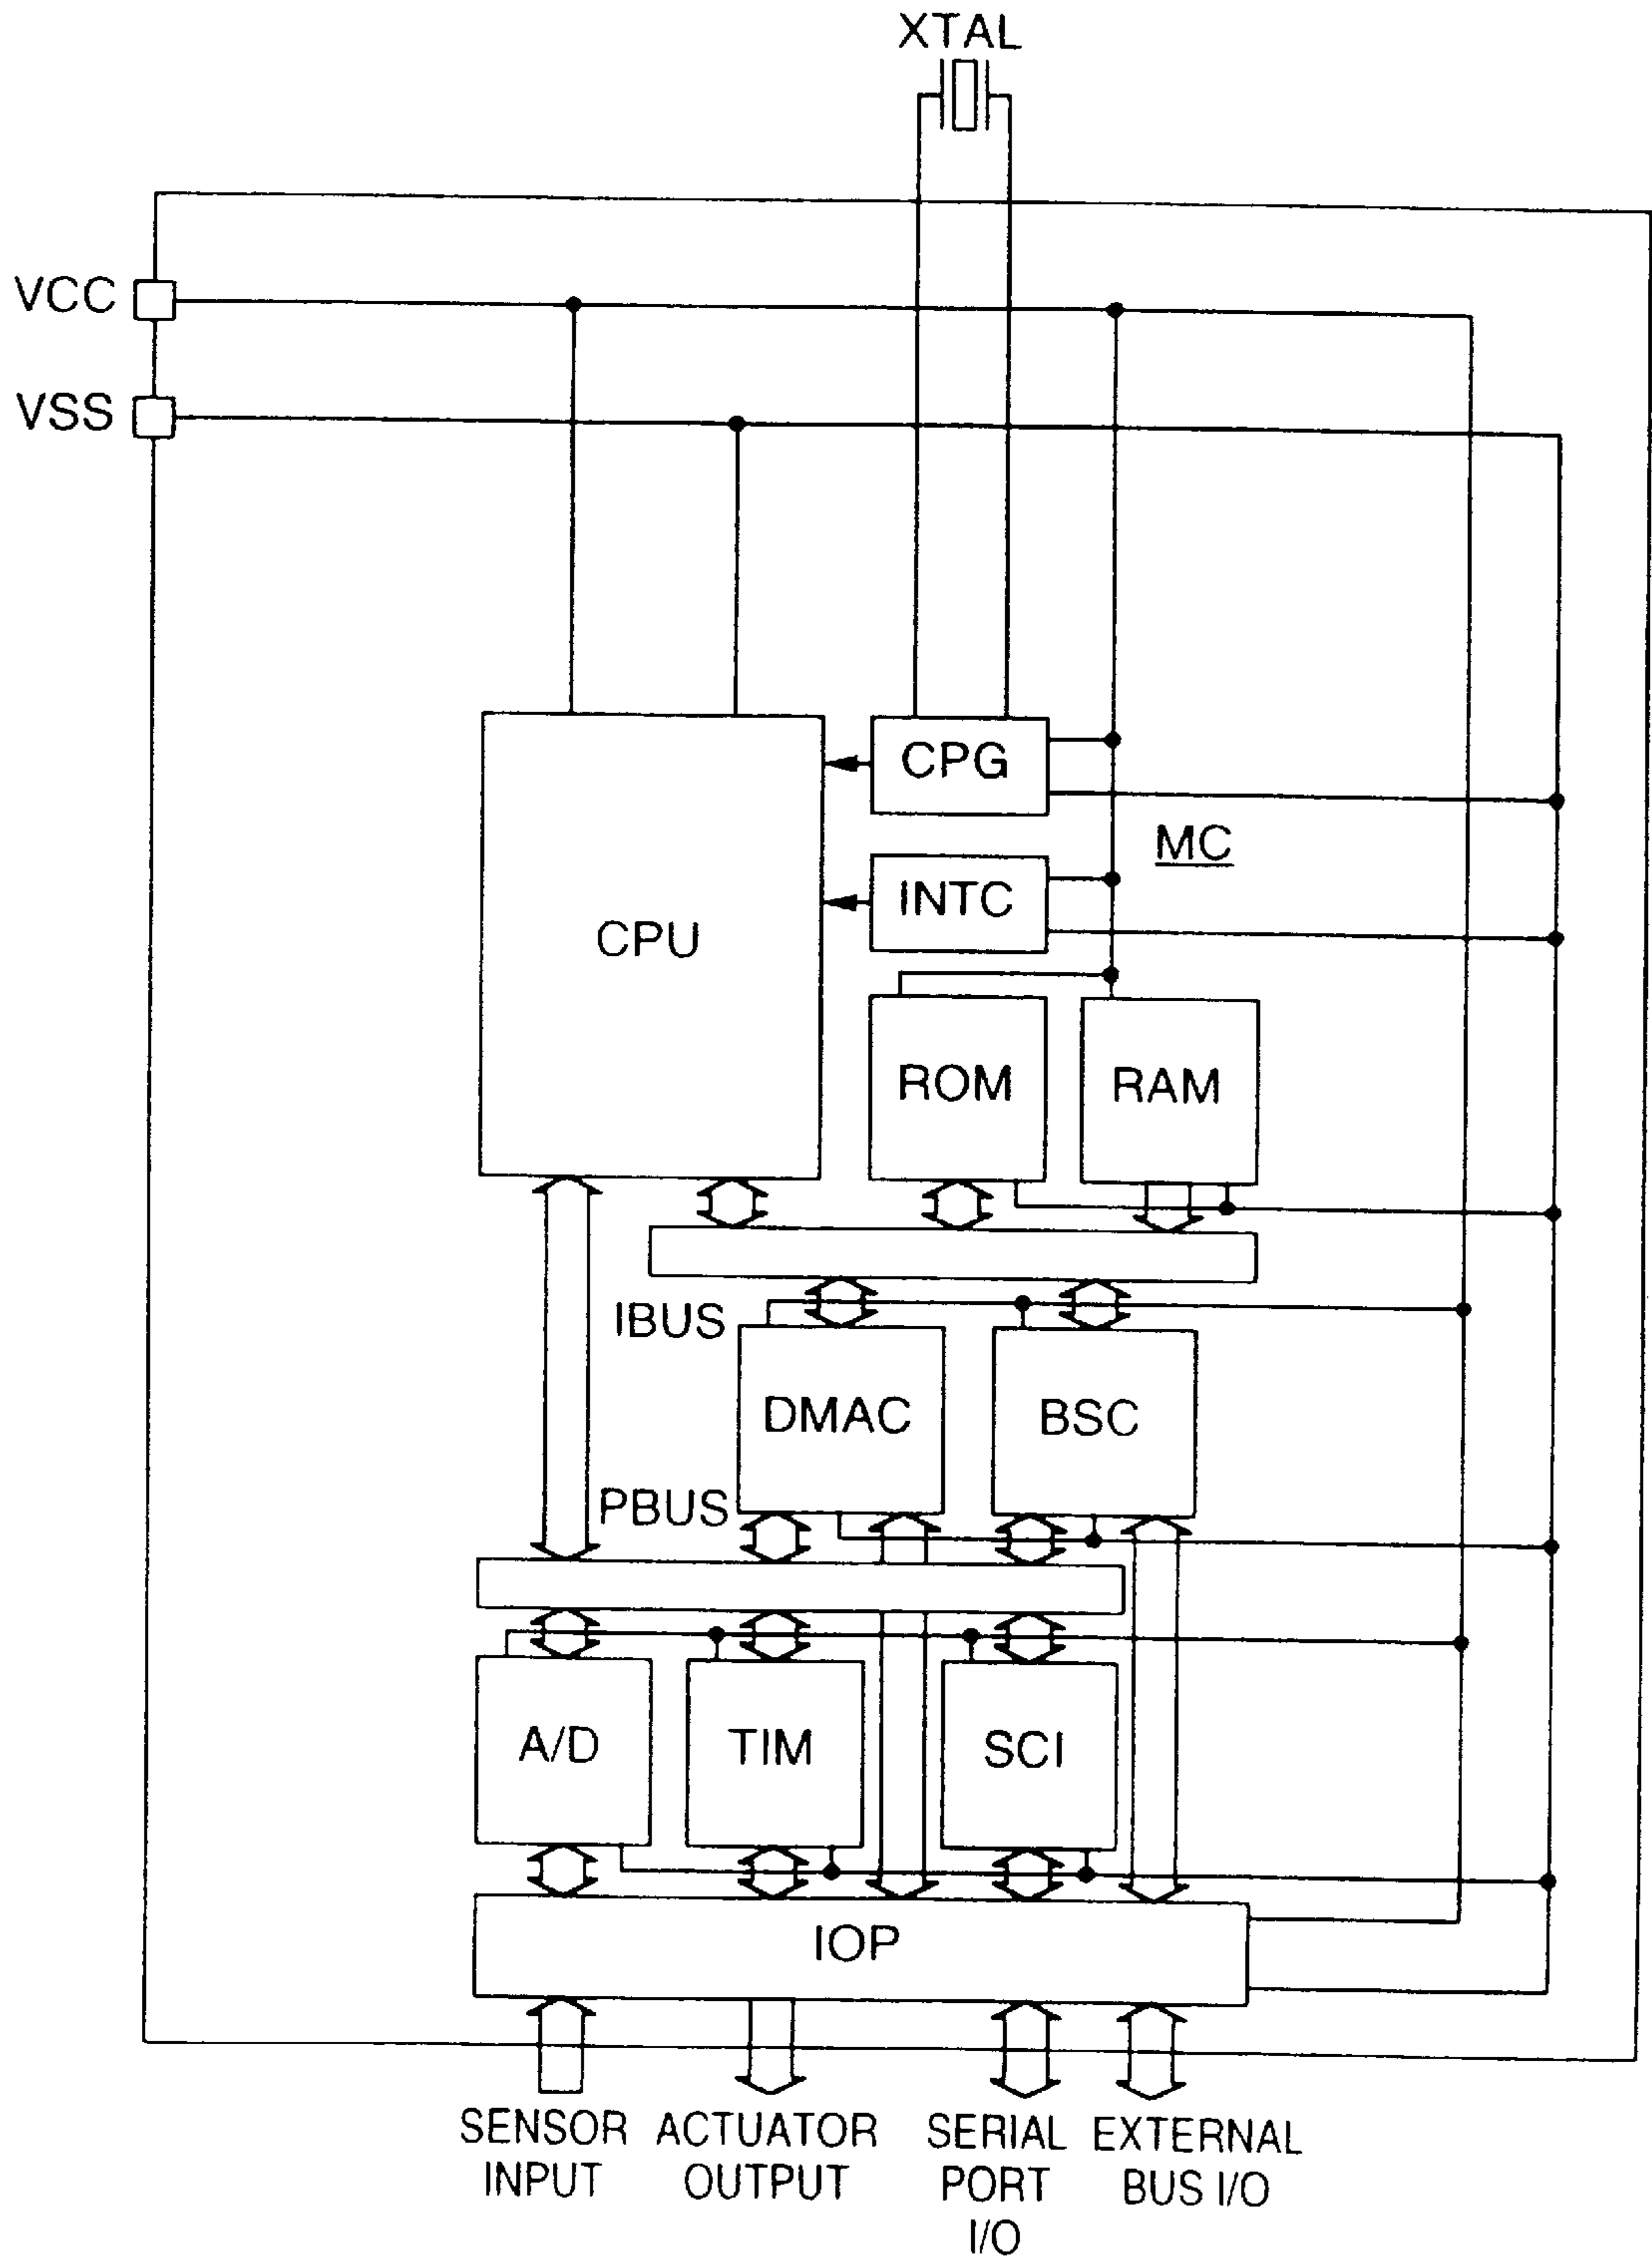 XTAL
VCC
VSS
CPG
MC
INTC
CPU
ROM
RAM
IBUS
DMAC
BSC
PBUS
A/D
TIM
SCI
IOP
SENSOR
INPUT
ACTUATOR
OUTPUT
SERIAL
PORT
I/O
EXTERNAL
BUS I/O